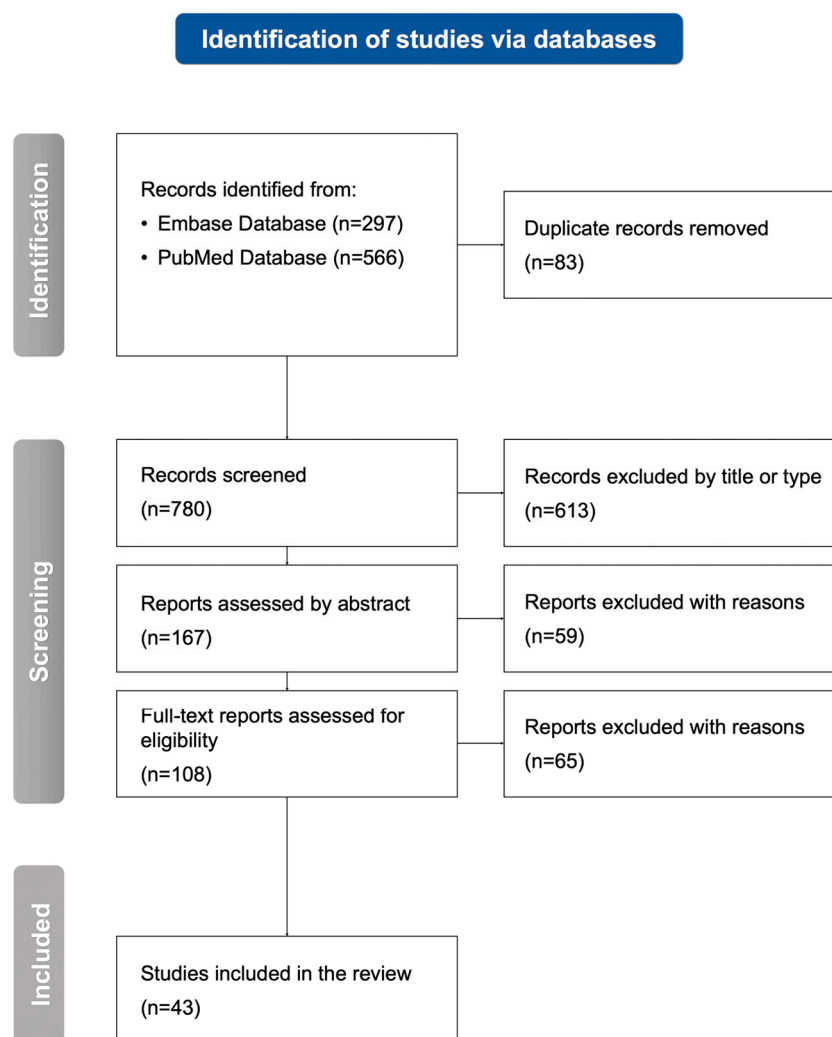 Identification of studies via databases
Identification
Records identified from:
• Embase Database (n=297)
• PubMed Database (n=566)
Duplicate records removed
(n=83)
Screening
Records screened
(n=780)
Records excluded by title or type
(n=613)
Reports assessed by abstract
(n=167)
Reports excluded with reasons
(n=59)
Full-text reports assessed for
eligibility
(n=108)
Reports excluded with reasons
(n=65)
Included
Studies included in the review
(n=43)